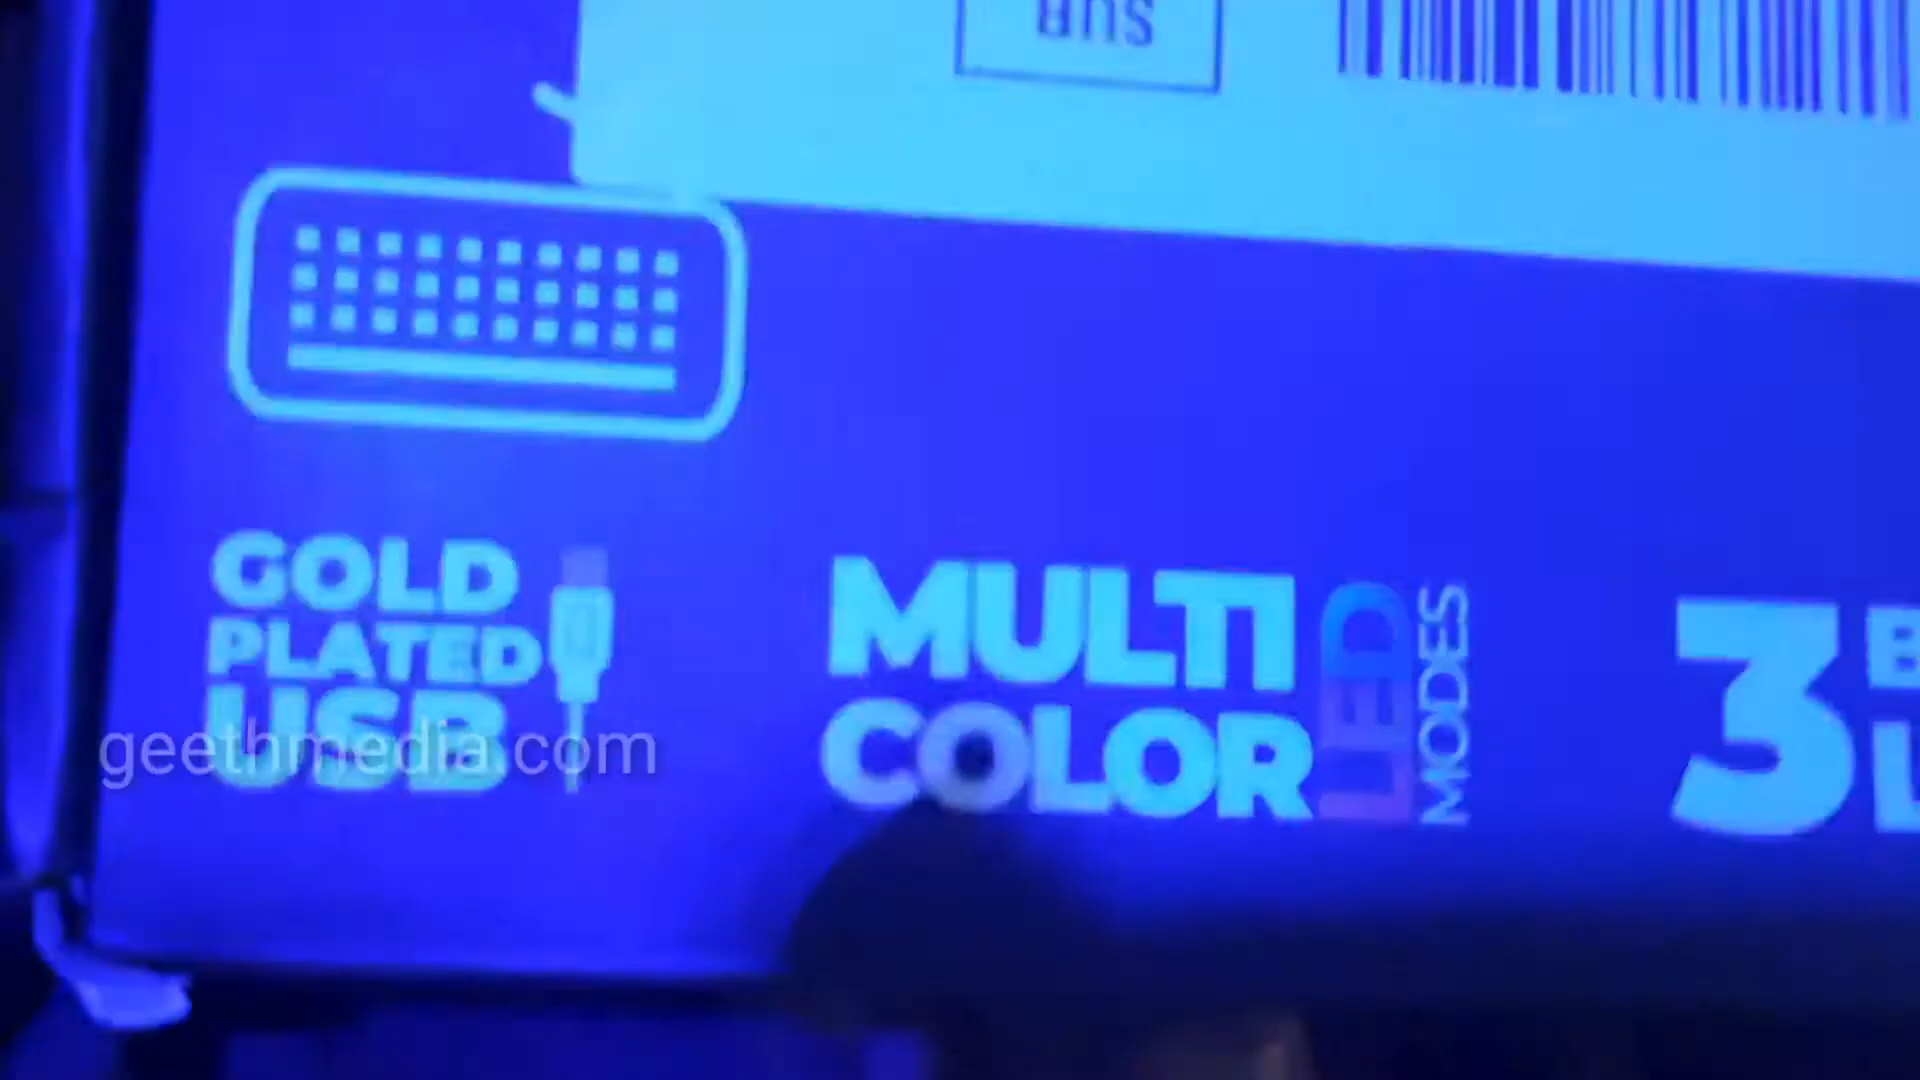 GOLD
PLATED
USB
MULTI
COLOR
LED
MODES
3
geethmedia.com